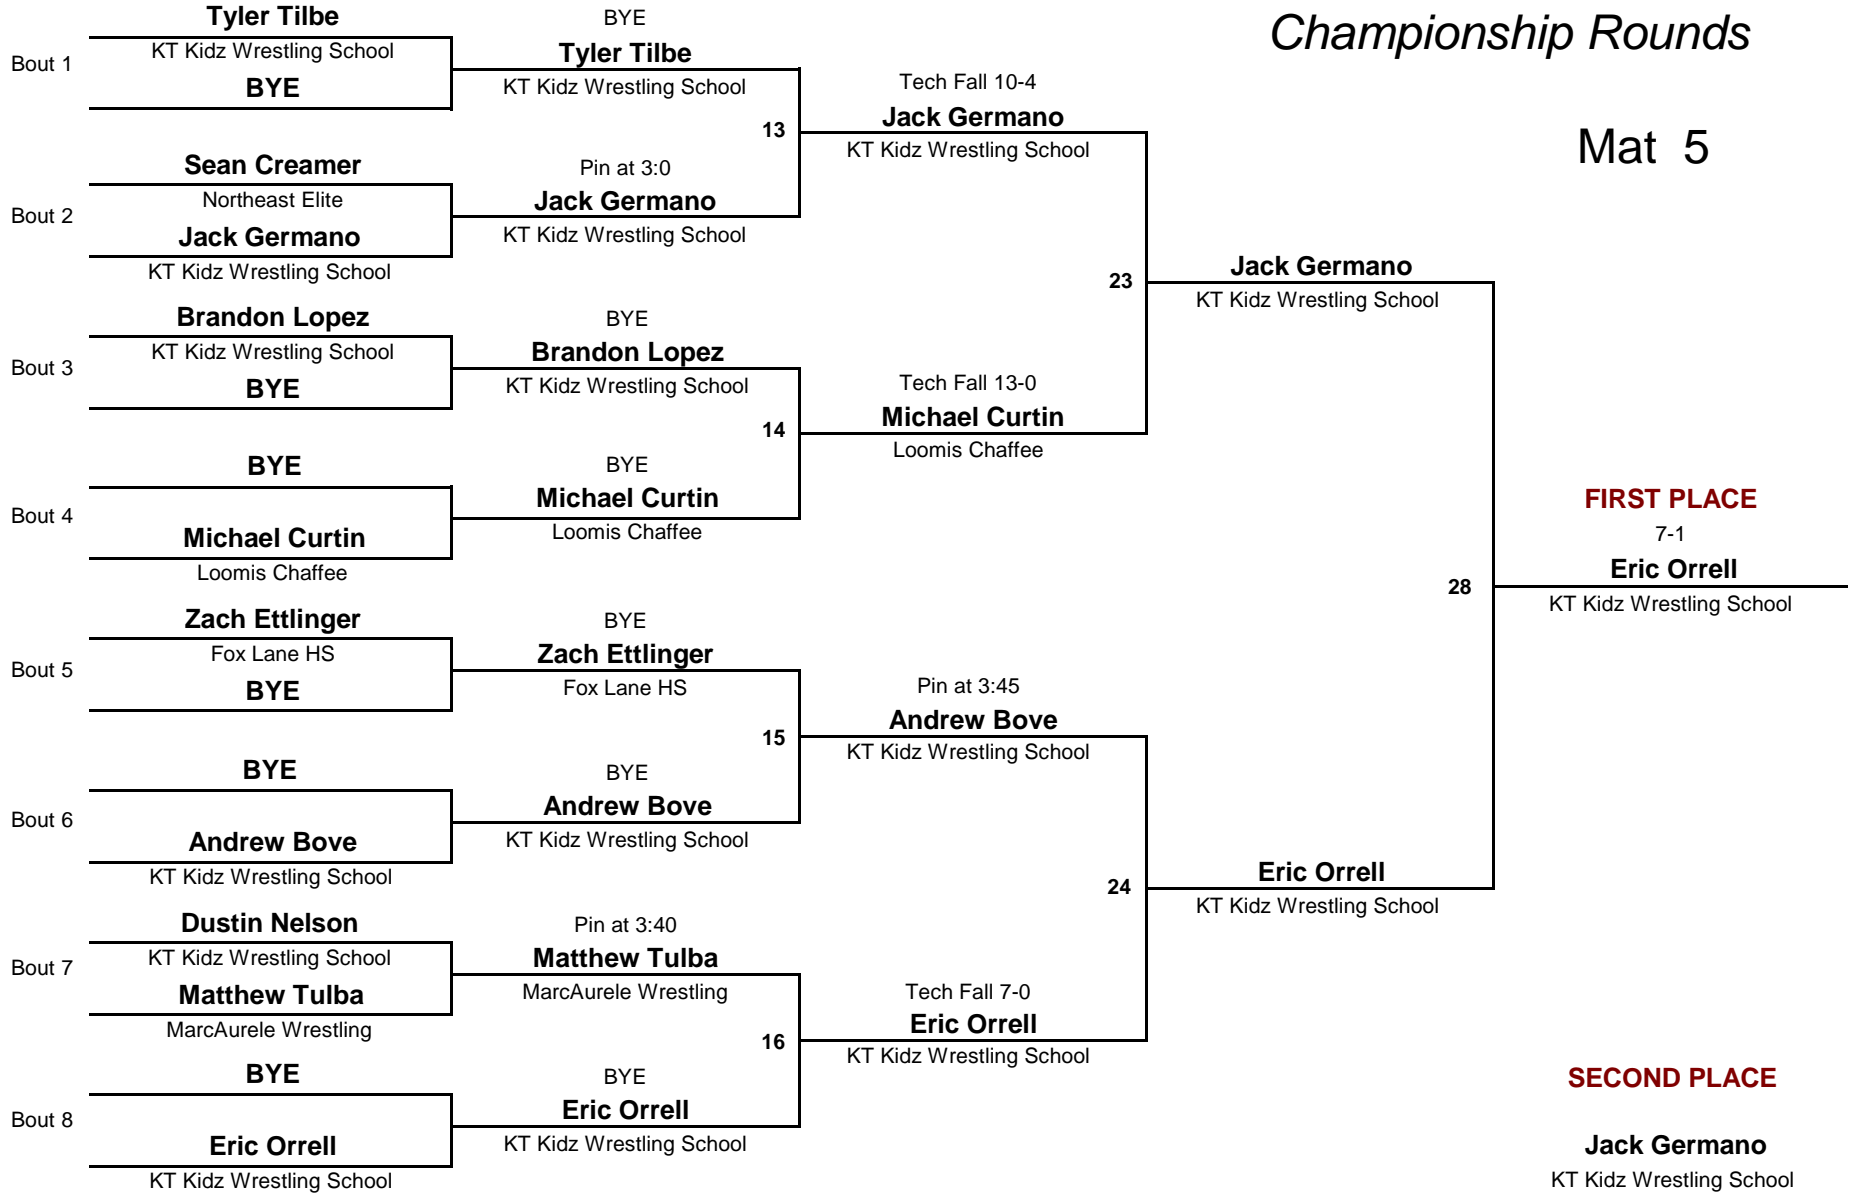 Championship Rounds
Mat 5
Bout 1
Tyler Tilbe
KT Kidz Wrestling School
BYE
Bout 2
Sean Creamer
Northeast Elite
Jack Germano
KT Kidz Wrestling School
Bout 3
Brandon Lopez
KT Kidz Wrestling School
BYE
Bout 4
BYE
Michael Curtin
Loomis Chaffee
Bout 5
Zach Ettlinger
Fox Lane HS
BYE
Bout 6
BYE
Andrew Bove
KT Kidz Wrestling School
Bout 7
Dustin Nelson
KT Kidz Wrestling School
Matthew Tulba
MarcAurele Wrestling
Bout 8
BYE
Eric Orrell
KT Kidz Wrestling School
BYE
Tyler Tilbe
KT Kidz Wrestling School
13
Pin at 3:0
Jack Germano
KT Kidz Wrestling School
BYE
Brandon Lopez
KT Kidz Wrestling School
14
BYE
Michael Curtin
Loomis Chaffee
BYE
Zach Ettlinger
Fox Lane HS
15
BYE
Andrew Bove
KT Kidz Wrestling School
Pin at 3:40
Matthew Tulba
MarcAurele Wrestling
16
BYE
Eric Orrell
KT Kidz Wrestling School
Tech Fall 10-4
Jack Germano
KT Kidz Wrestling School
23
Tech Fall 13-0
Michael Curtin
Loomis Chaffee
Pin at 3:45
Andrew Bove
KT Kidz Wrestling School
24
Tech Fall 7-0
Eric Orrell
KT Kidz Wrestling School
Jack Germano
KT Kidz Wrestling School
28
Eric Orrell
KT Kidz Wrestling School
FIRST PLACE
7-1
Eric Orrell
KT Kidz Wrestling School
SECOND PLACE
Jack Germano
KT Kidz Wrestling School